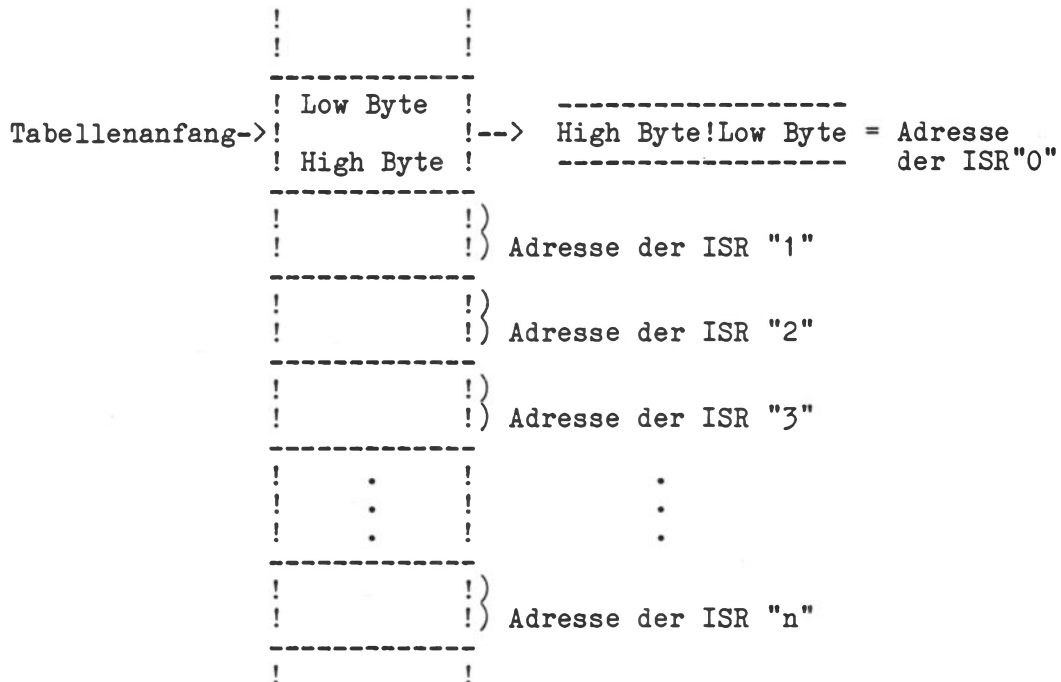 Low Byte
Tabellenanfang-> --> High Byte!Low Byte = Adresse
High Byte der ISR"0"
) Adresse der ISR "1"
) Adresse der ISR "2"
) Adresse der ISR "3"
) Adresse der ISR "n"